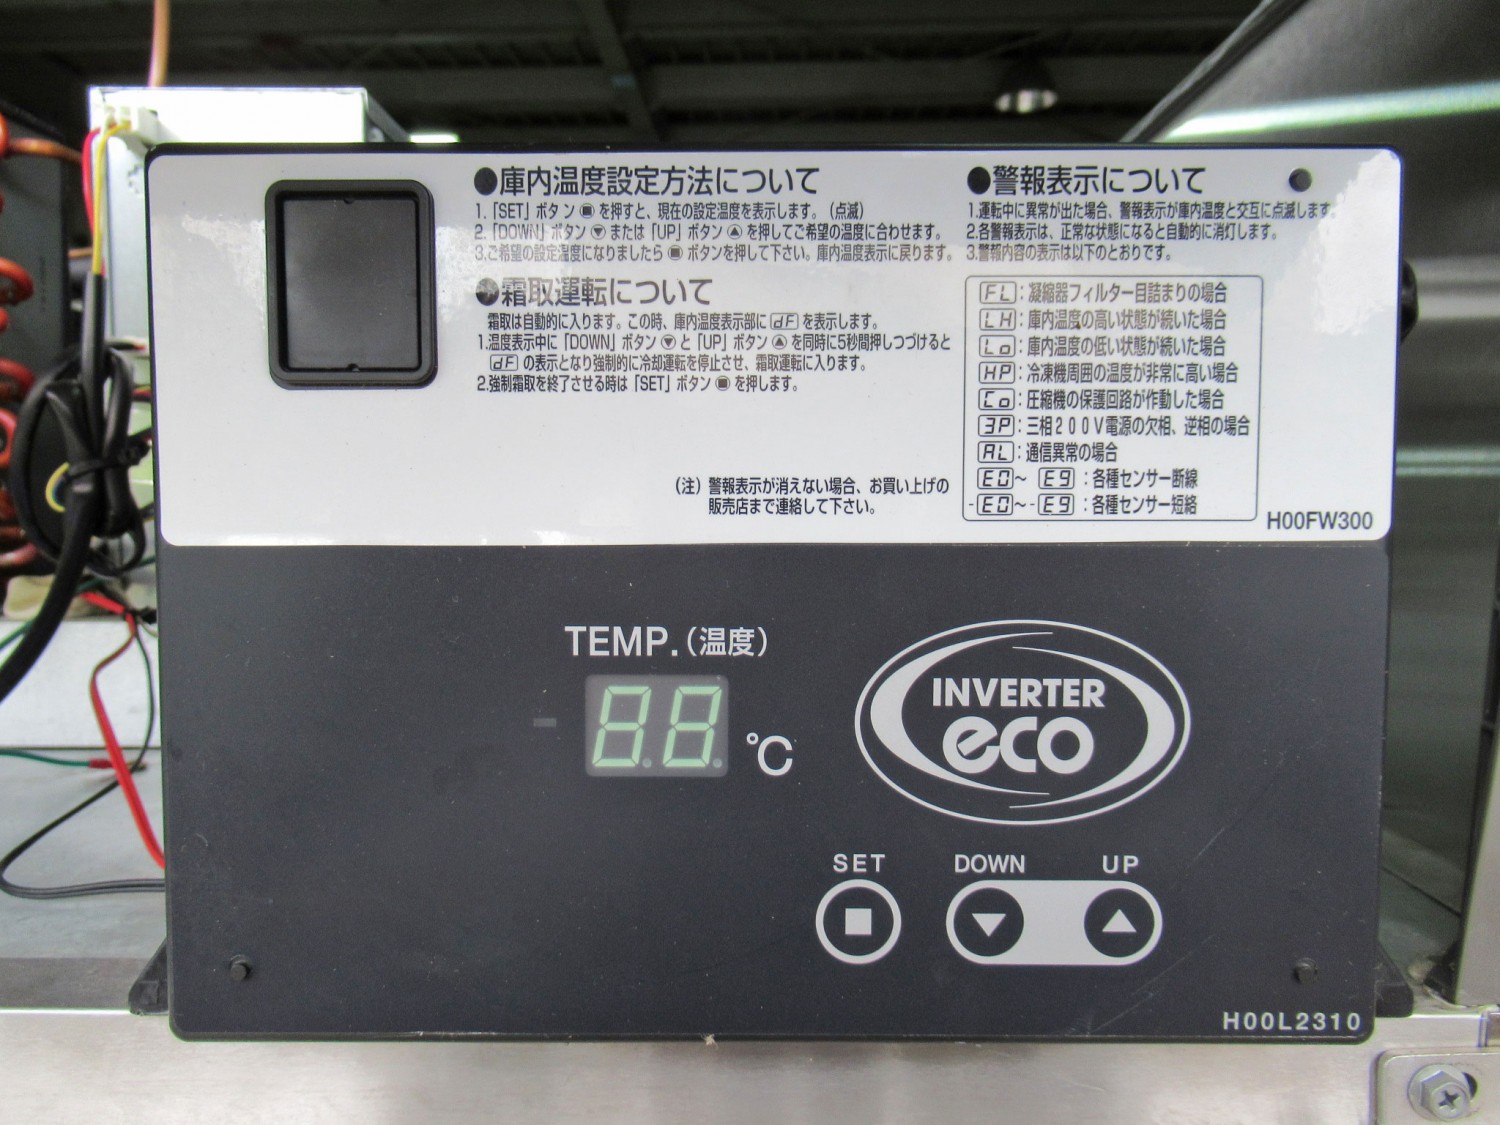 ●庫内温度設定方法について
1.「SET」ボタン■を押すと、現在の設定温度を表示します。(点滅)
2.「DOWN」ボタン▼または「UP」ボタン▲を押してご希望の温度に合わせます。
3.ご希望の設定温度になりましたら■ボタンを押して下さい。庫内温度表示に戻ります。
●霜取運転について
霜取は自動的に入ります。この時、庫内温度表示部にdFを表示します。
1.温度表示中に「DOWN」ボタン▼と「UP」ボタン▲を同時に5秒間押しつづけると
dFの表示となり強制的に冷却運転を停止させ、霜取運転に入ります。
2.強制霜取を終了させる時は「SET」ボタン■を押します。
(注)警報表示が消えない場合、お買い上げの
販売店まで連絡して下さい。
●警報表示について
1.運転中に異常が出た場合、警報表示が庫内温度と交互に点滅します。
2.各警報表示は、正常な状態になると自動的に消灯します。
3.警報内容の表示は以下のとおりです。
FL:凝縮器フィルター目詰まりの場合
LH:庫内温度の高い状態が続いた場合
Lo:庫内温度の低い状態が続いた場合
HP:冷凍機周囲の温度が非常に高い場合
Co:圧縮機の保護回路が作動した場合
3P:三相200V電源の欠相、逆相の場合
AL:通信異常の場合
E0～E9:各種センサー断線
-E0～-E9:各種センサー短絡
H00FW300
TEMP.(温度)
8.8.℃
INVERTER
eco
SET DOWN UP
H00L2310